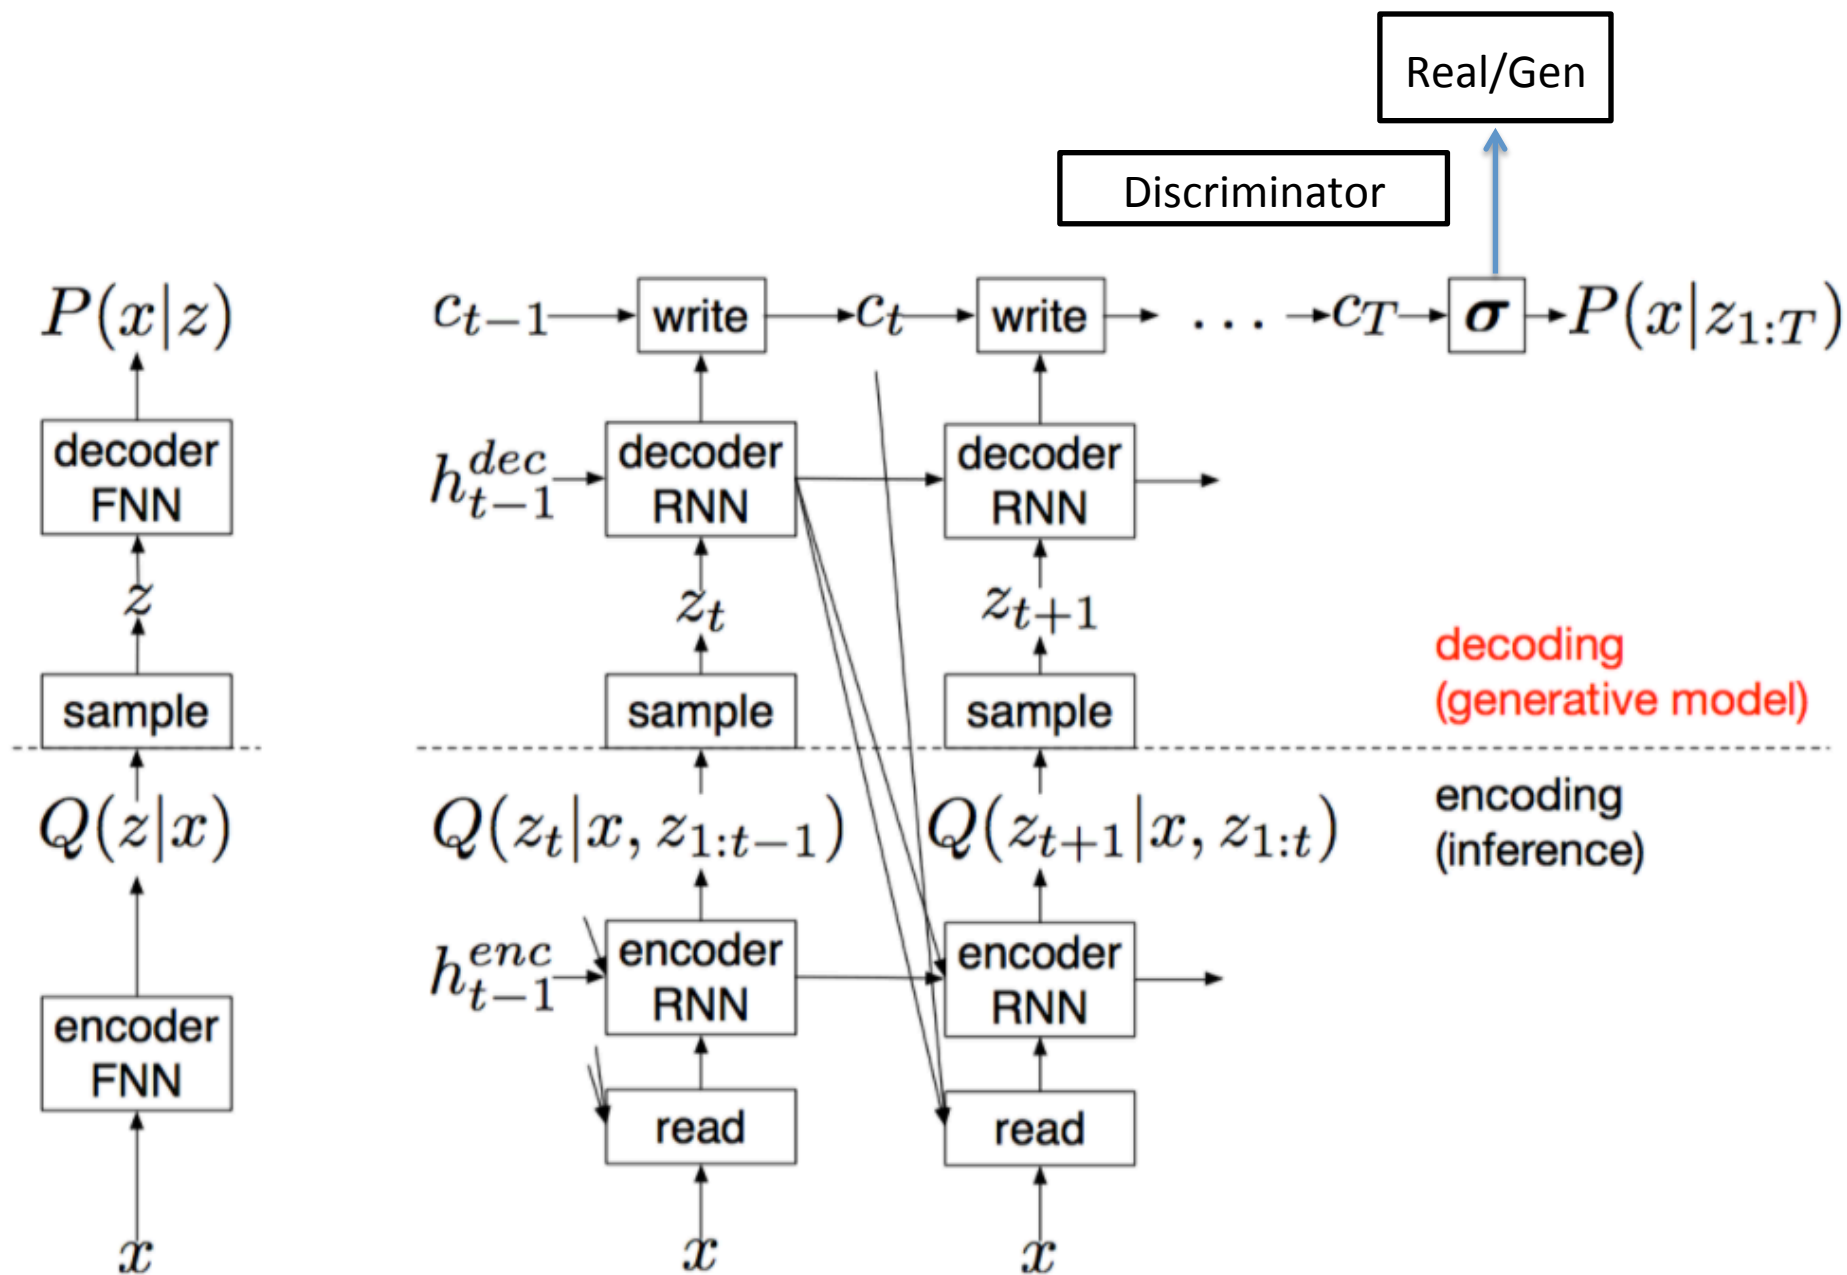 Real/Gen
Discriminator
P(x|z)
c_{t-1} write c_t write ... c_T σ P(x|z_{1:T})
decoder FNN
h_{t-1}^{dec} decoder RNN decoder RNN
z
z_t z_{t+1}
decoding
(generative model)
sample sample sample
Q(z|x) Q(z_t|x, z_{1:t-1}) Q(z_{t+1}|x, z_{1:t})
encoding
(inference)
h_{t-1}^{enc} encoder RNN encoder RNN
encoder FNN
read read
x x x